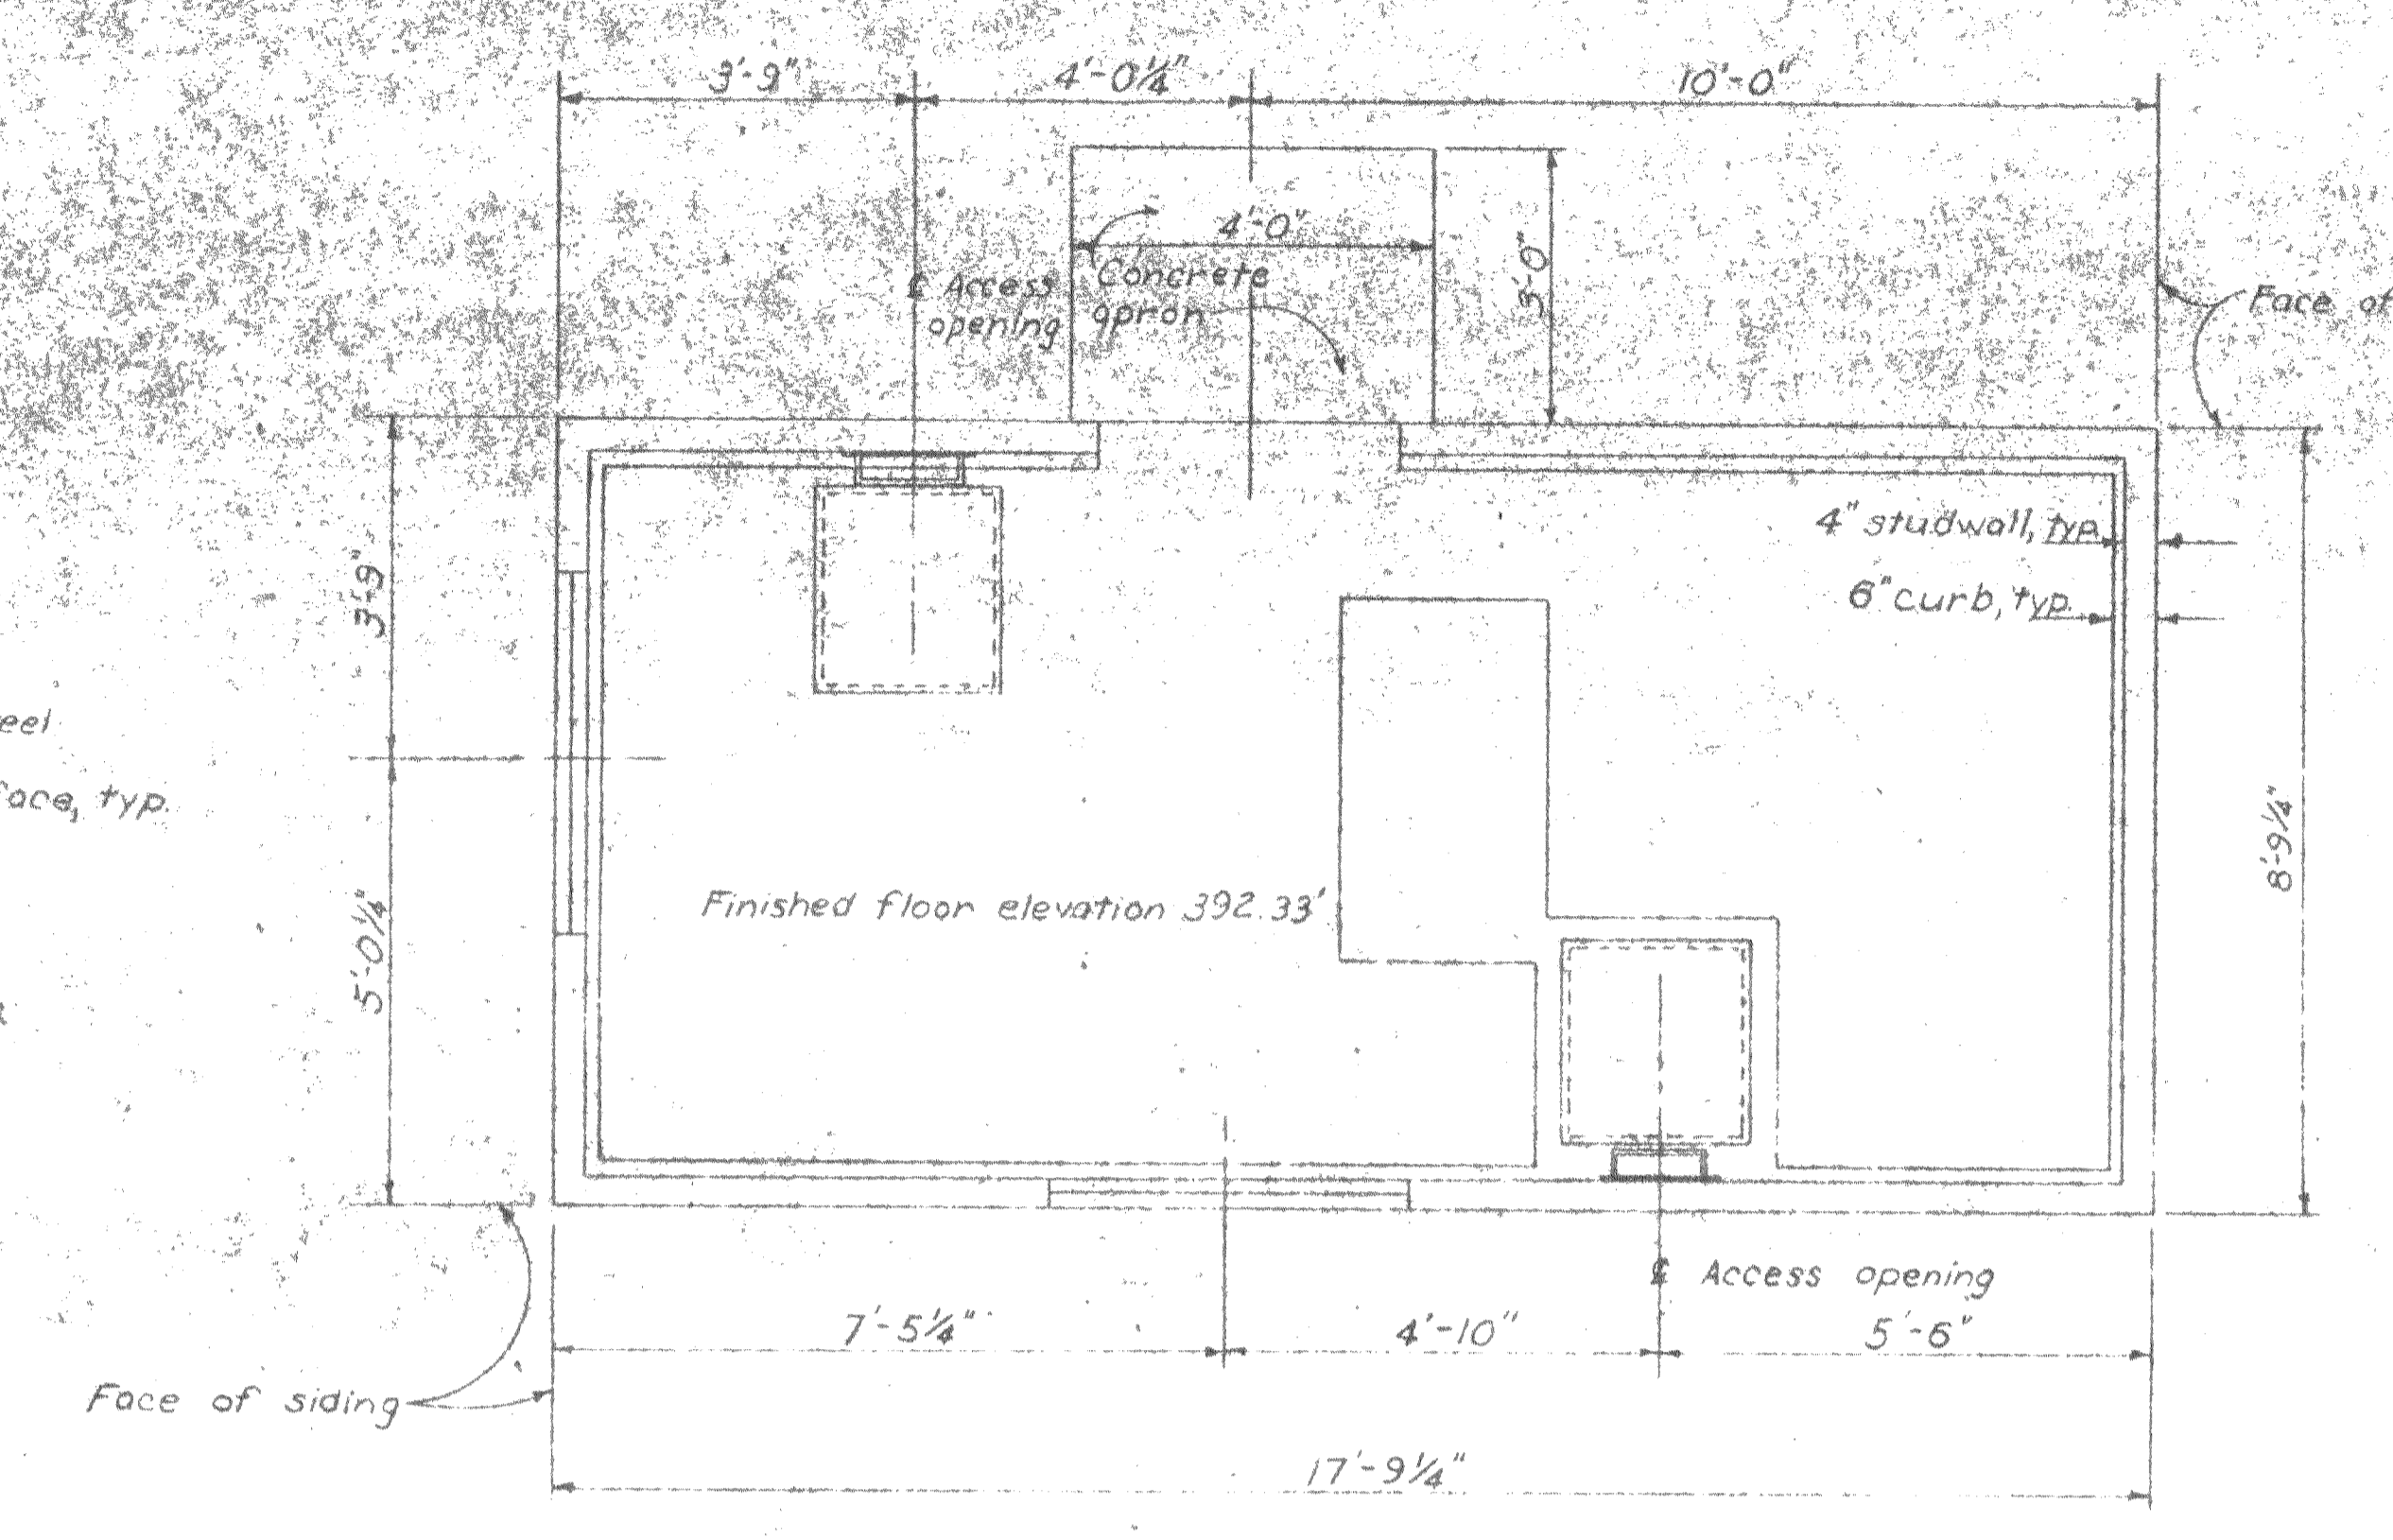 3'-9"
4'-0¼"
10'-0"
4'-0"
3'-0"
℄ Access
opening
Concrete
apron
Face of
4" studwall, typ.
6" curb, typ.
3'-9"
5'-0¼"
8'-9¼"
typ.
Finished floor elevation 392.33'
℄ Access opening
7'-5¼"
4'-10"
5'-6"
Face of siding
17'-9¼"